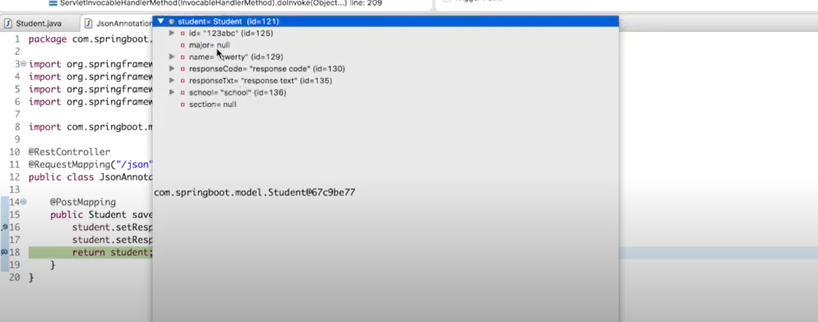 ServletInvocableHandlerMethod(InvocableHandlerMethod).doInvoke(Object...) line: 209
Student.java
JsonAnnotation
student= Student (id=121)
id= "123abc" (id=125)
major= null
name= "qwerty" (id=129)
responseCode= "response code" (id=130)
responseTxt= "response text" (id=135)
school= "school" (id=136)
section= null
com.springboot.model.Student@67c9be77
1 package com.springboot.
2
3 import org.springframew
4 import org.springframew
5 import org.springframew
6 import org.springframew
7
8 import com.springboot.m
9
10 @RestController
11 @RequestMapping("/json"
12 public class JsonAnnota
13
14 @PostMapping
15 public Student save
16 student.setResp
17 student.setResp
18 return student;
19 }
20 }